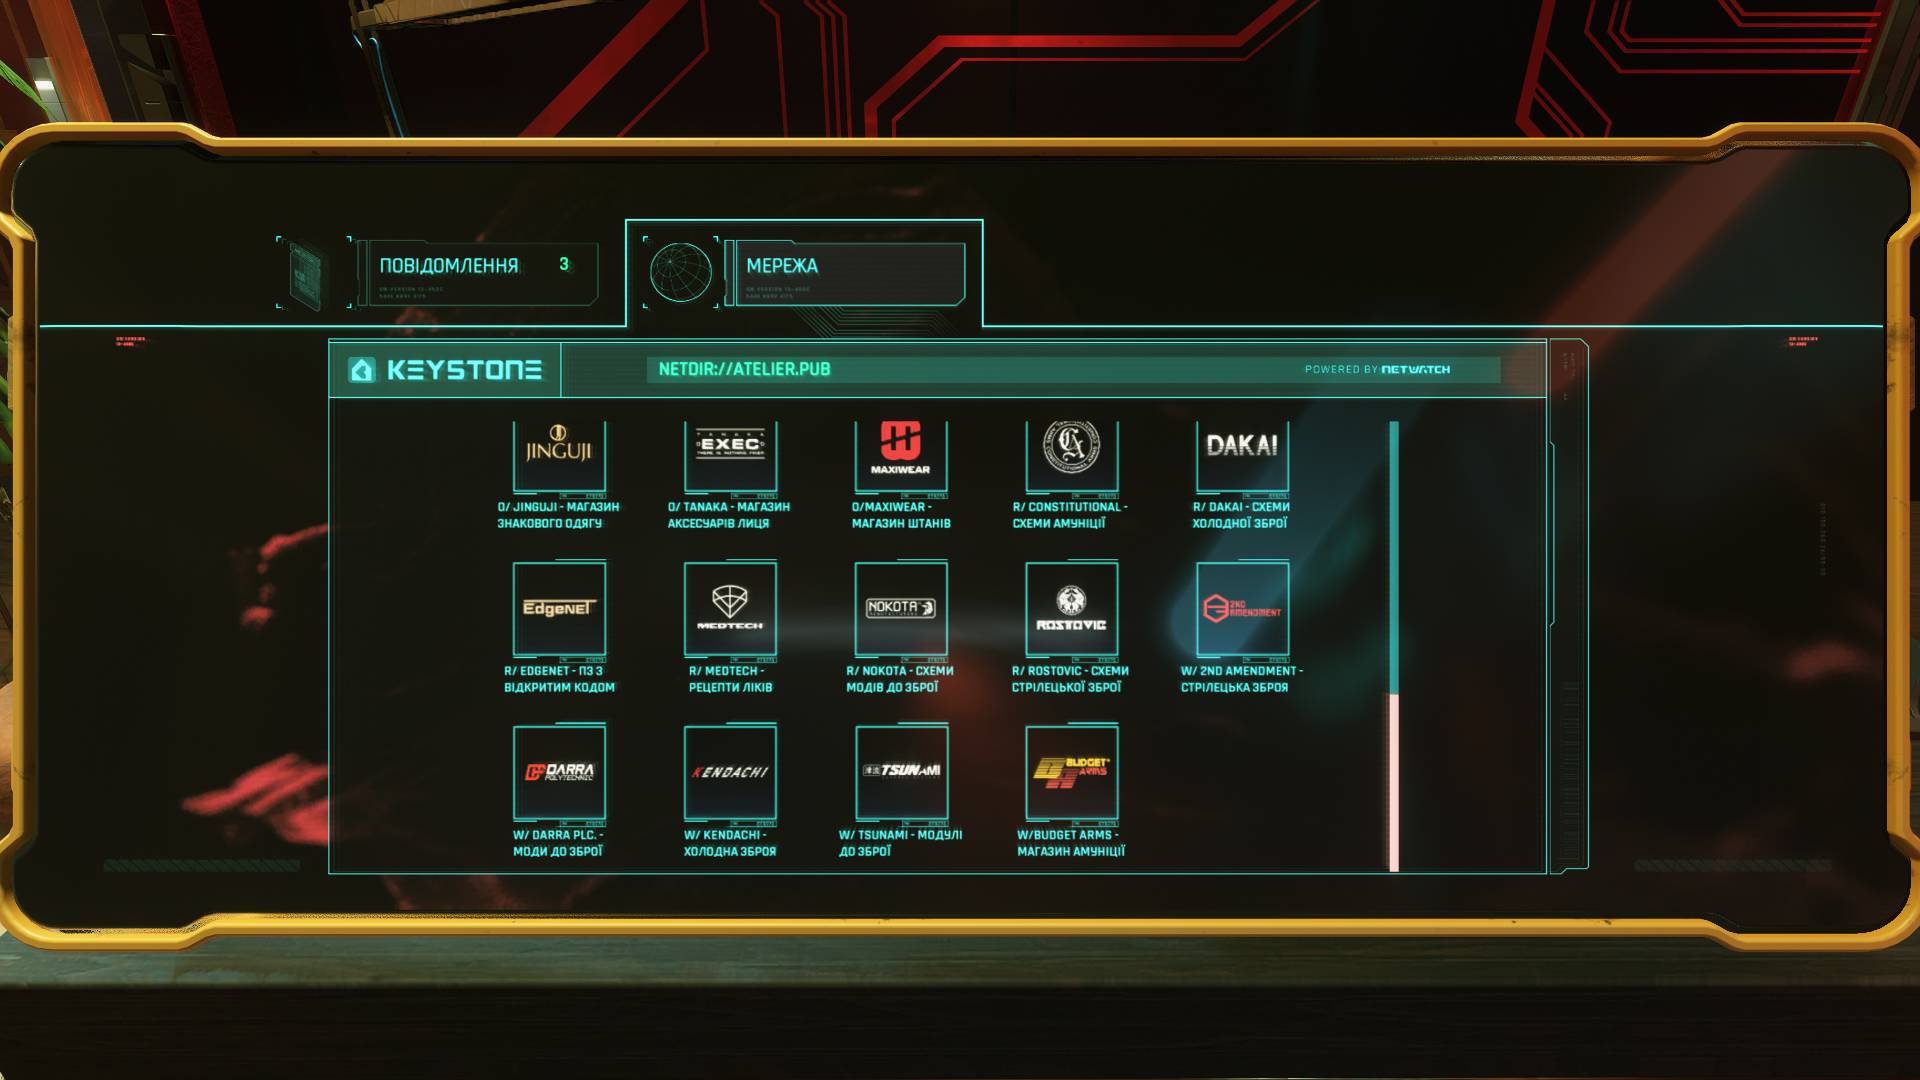 ПОВІДОМЛЕННЯ 3
МЕРЕЖА
KEYSTONE
NETDIR://ATELIER.PUB
POWERED BY NETWATCH
JINGUJI
TANAKA
EXEC
MAXIWEAR
CONSTITUTIONAL ARMS
DAKAI
O/ JINGUJI - МАГАЗИН
ЗНАКОВОГО ОДЯГУ
O/ TANAKA - МАГАЗИН
АКСЕСУАРІВ ЛИЦЯ
O/MAXIWEAR -
МАГАЗИН ШТАНІВ
R/ CONSTITUTIONAL -
СХЕМИ АМУНІЦІЇ
R/ DAKAI - СХЕМИ
ХОЛОДНОЇ ЗБРОЇ
EdgeNET
MEDTECH
NOKOTA
ROSTOVIC
2ND
AMENDMENT
R/ EDGENET - ПЗ З
ВІДКРИТИМ КОДОМ
R/ MEDTECH -
РЕЦЕПТИ ЛІКІВ
R/ NOKOTA - СХЕМИ
МОДІВ ДО ЗБРОЇ
R/ ROSTOVIC - СХЕМИ
СТРІЛЕЦЬКОЇ ЗБРОЇ
W/ 2ND AMENDMENT -
СТРІЛЕЦЬКА ЗБРОЯ
DARRA
POLYTECHNIC
KENDACHI
TSUNAMI
BUDGET
ARMS
W/ DARRA PLC. -
МОДИ ДО ЗБРОЇ
W/ KENDACHI -
ХОЛОДНА ЗБРОЯ
W/ TSUNAMI - МОДУЛІ
ДО ЗБРОЇ
W/BUDGET ARMS -
МАГАЗИН АМУНІЦІЇ